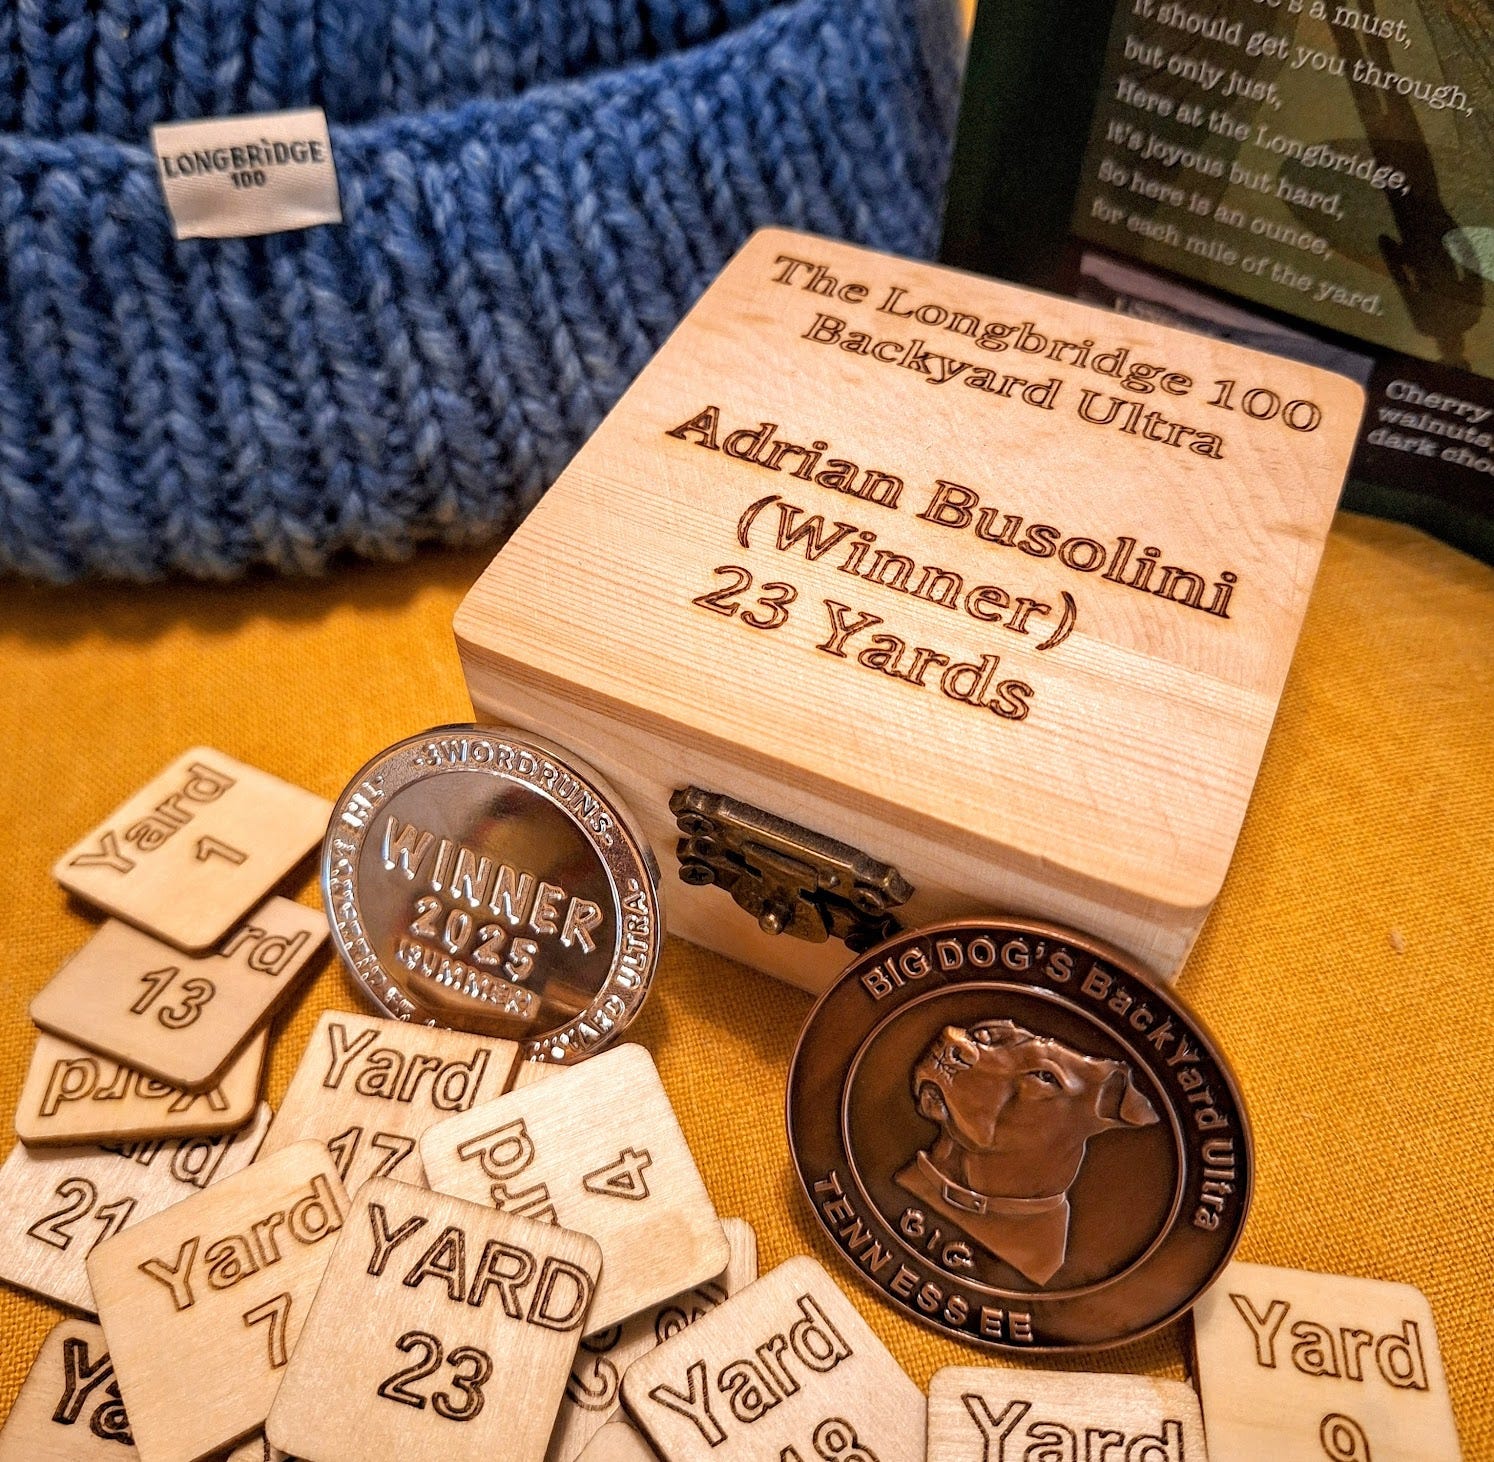 LONGBRIDGE
100
a must,
It should get you through,
but only just,
Here at the Longbridge,
It's joyous but hard,
So here is an ounce,
for each mile of the yard.
Cherry
walnuts,
dark
The Longbridge 100
Backyard Ultra
Adrian Busolini
(Winner)
23 Yards
-3WORDRUNS-
WINNER
2025
SUMMER
ULTRA-
BIG DOG'S BackYard Ultra
BIG
TENNESSEE
Yard
1
13
Yard
21
Yard
17
Yard
4
Yard
7
YARD
23
Yard
18
Yard
Yard
9